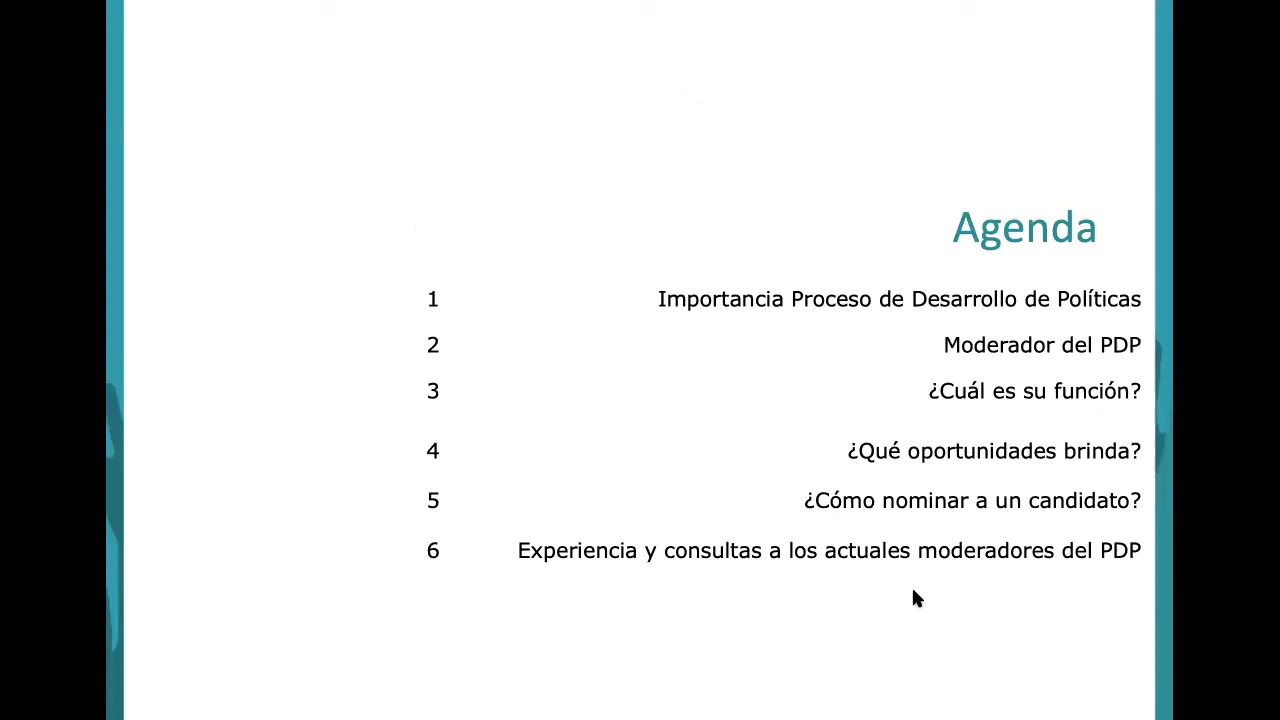 Agenda
1 Importancia Proceso de Desarrollo de Políticas
2 Moderador del PDP
3 ¿Cuál es su función?
4 ¿Qué oportunidades brinda?
5 ¿Cómo nominar a un candidato?
6 Experiencia y consultas a los actuales moderadores del PDP